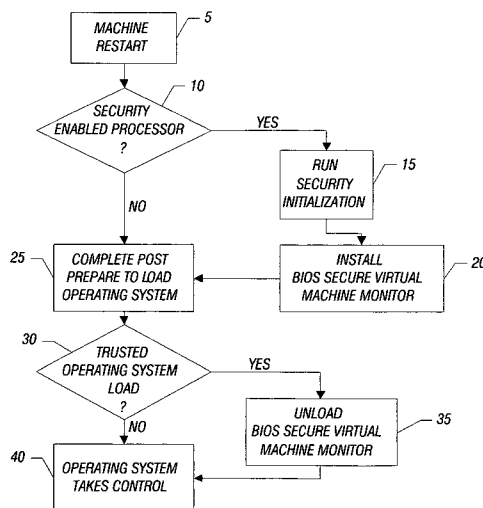 MACHINE
RESTART
5
SECURITY
ENABLED PROCESSOR
?
10
YES
NO
RUN
SECURITY
INITIALIZATION
15
INSTALL
BIOS SECURE VIRTUAL
MACHINE MONITOR
20
25
COMPLETE POST
PREPARE TO LOAD
OPERATING SYSTEM
30
TRUSTED
OPERATING SYSTEM
LOAD
?
YES
NO
UNLOAD
BIOS SECURE VIRTUAL
MACHINE MONITOR
35
40
OPERATING SYSTEM
TAKES CONTROL